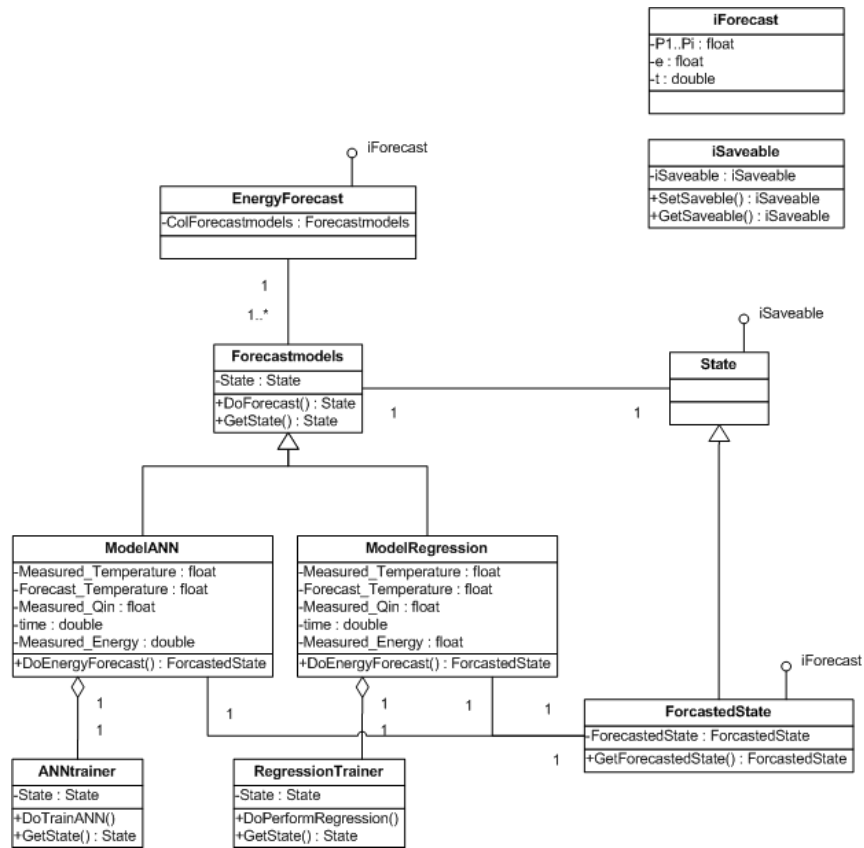 iForecast
-P1..Pi : float
-e : float
-t : double
iSaveable
-iSaveable : iSaveable
+SetSaveble() : iSaveable
+GetSaveable() : iSaveable
iForecast
EnergyForecast
-ColForecastmodels : Forecastmodels
1
1..*
iSaveable
Forecastmodels
-State : State
+DoForecast() : State
+GetState() : State
1
1
State
ModelANN
-Measured_Temperature : float
-Forecast_Temperature : float
-Measured_Qin : float
-time : double
-Measured_Energy : double
+DoEnergyForecast() : ForcastedState
ModelRegression
-Measured_Temperature : float
-Forecast_Temperature : float
-Measured_Qin : float
-time : double
-Measured_Energy : float
+DoEnergyForecast() : ForcastedState
iForecast
1
1
1
1
1
1
1
1
ForcastedState
-ForecastedState : ForcastedState
+GetForecastedState() : ForcastedState
ANNtrainer
-State : State
+DoTrainANN()
+GetState() : State
RegressionTrainer
-State : State
+DoPerformRegression()
+GetState() : State